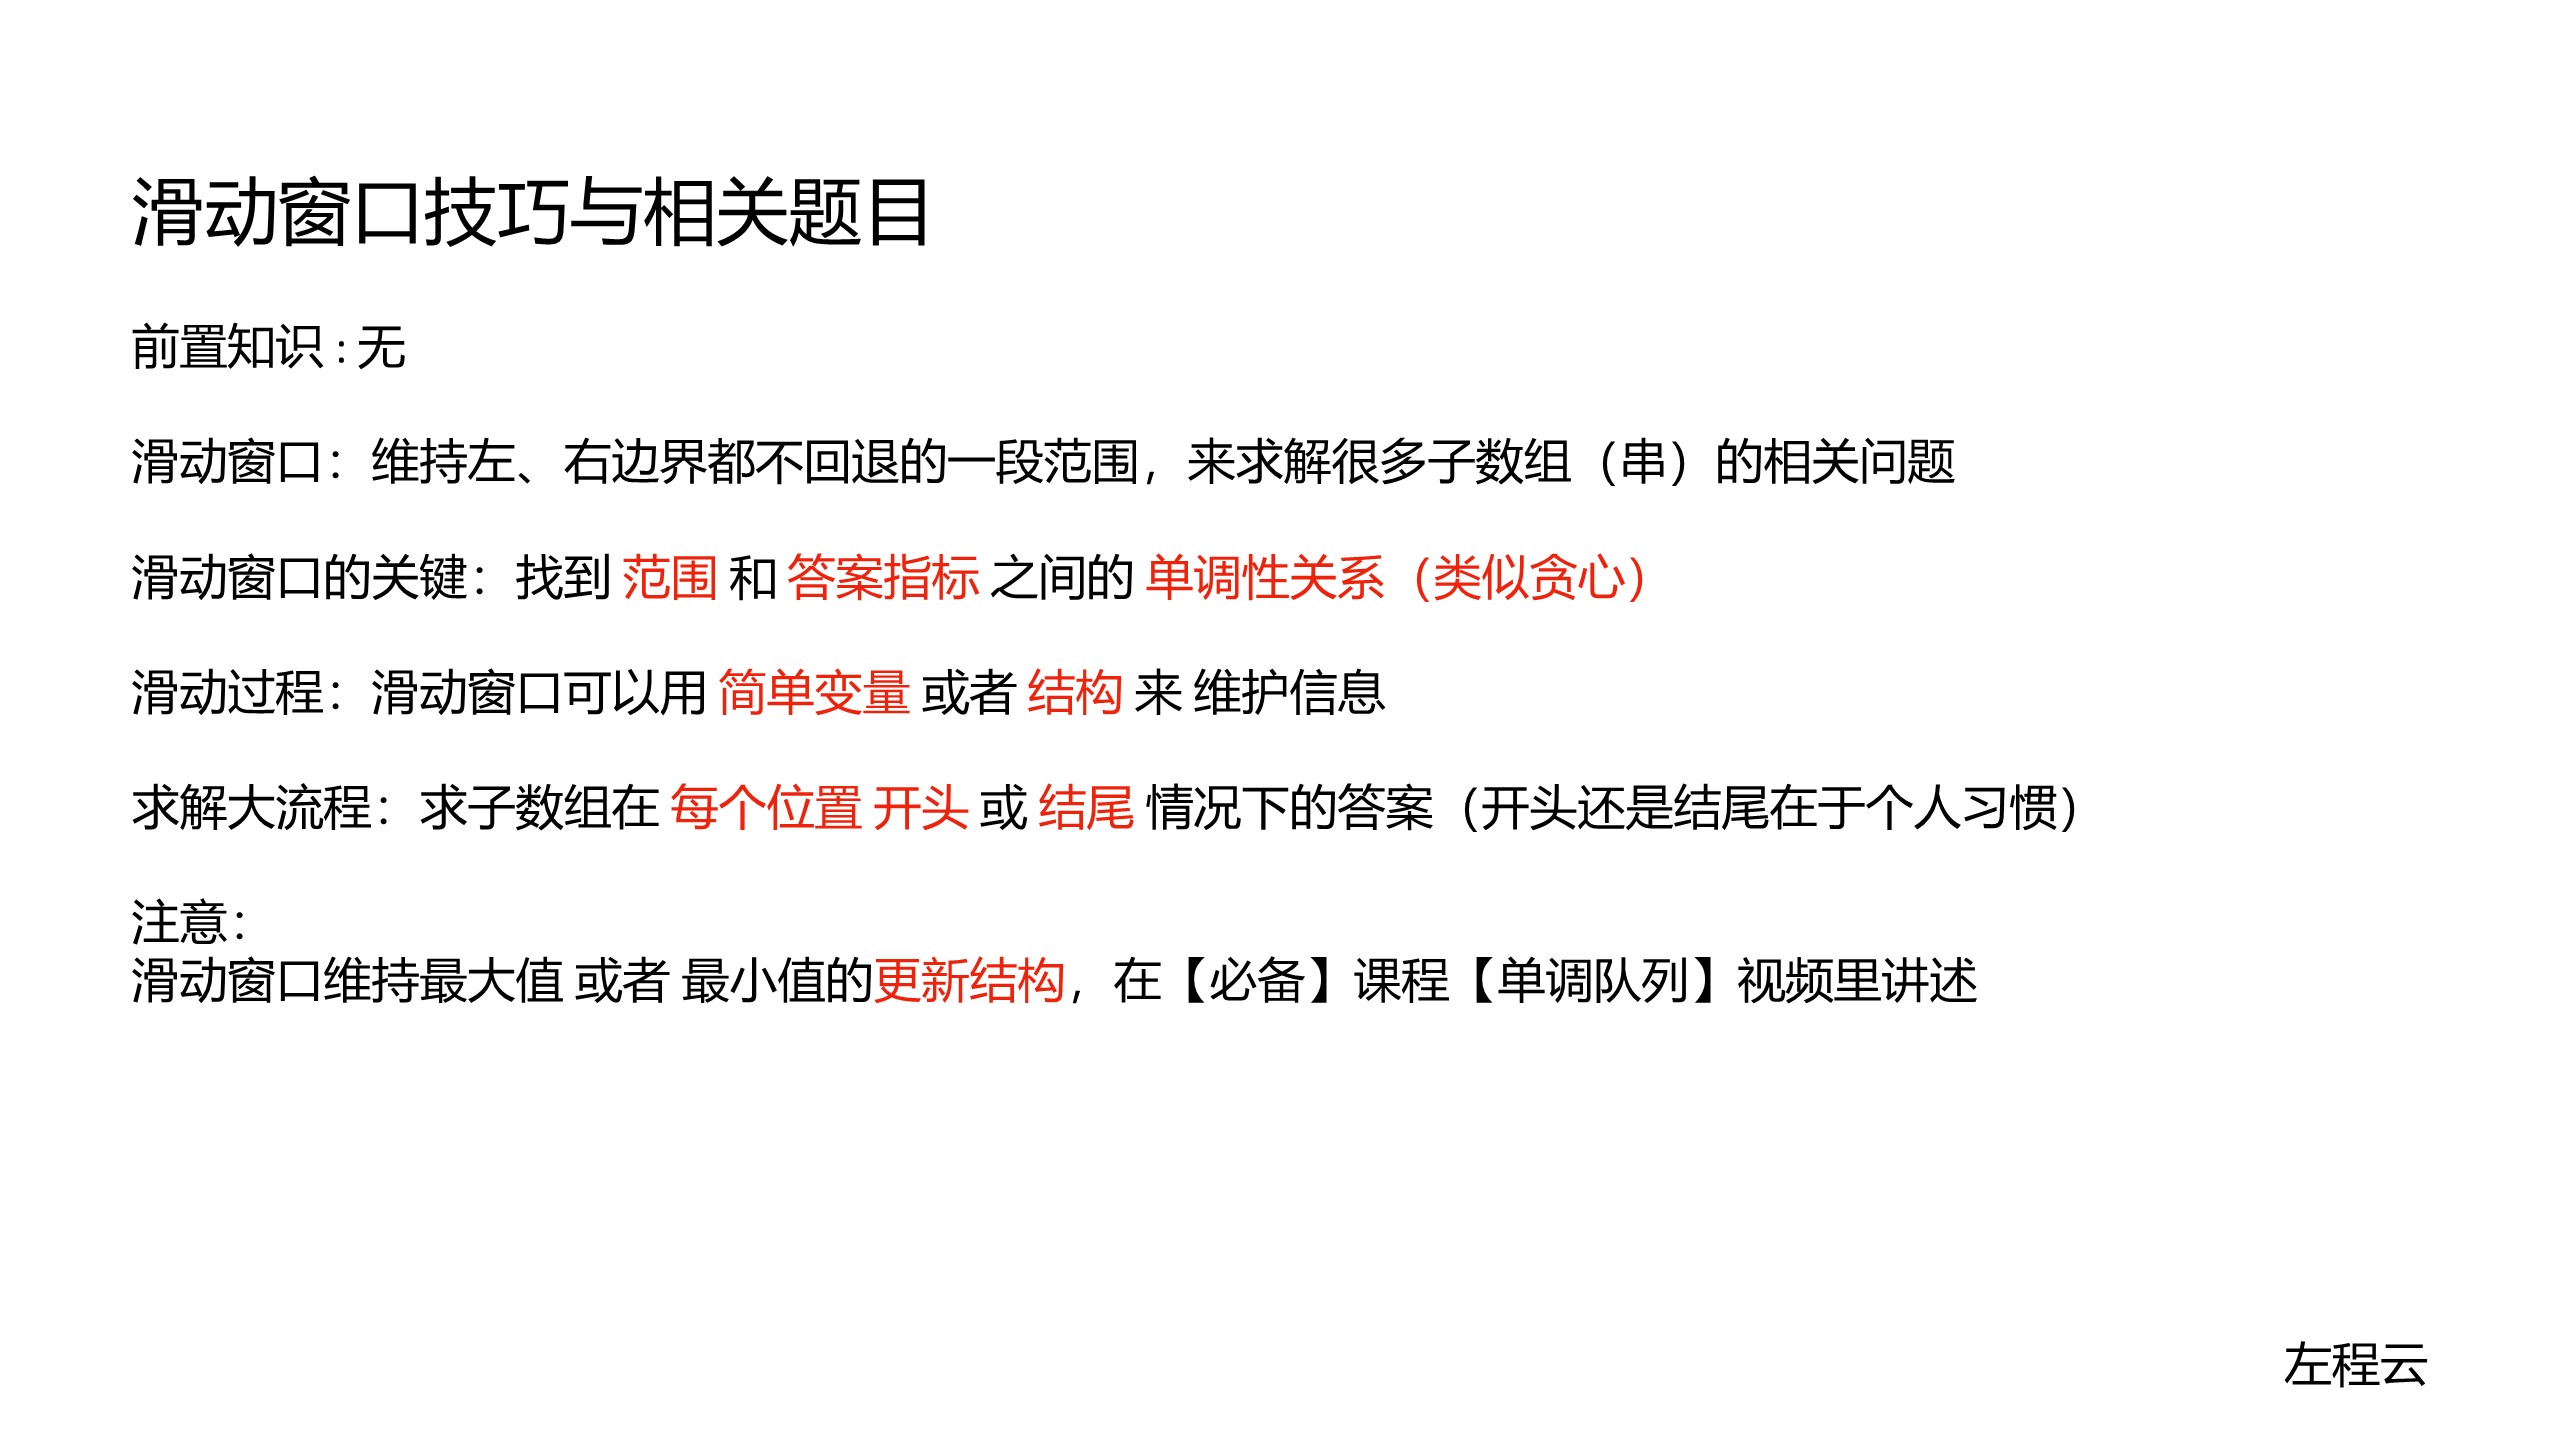 滑动窗口技巧与相关题目
前置知识 : 无
滑动窗口：维持左、右边界都不回退的一段范围，来求解很多子数组（串）的相关问题
滑动窗口的关键：找到 范围 和 答案指标 之间的 单调性关系（类似贪心）
滑动过程：滑动窗口可以用 简单变量 或者 结构 来 维护信息
求解大流程：求子数组在 每个位置 开头 或 结尾 情况下的答案（开头还是结尾在于个人习惯）
注意：
滑动窗口维持最大值 或者 最小值的更新结构，在【必备】课程【单调队列】视频里讲述
左程云